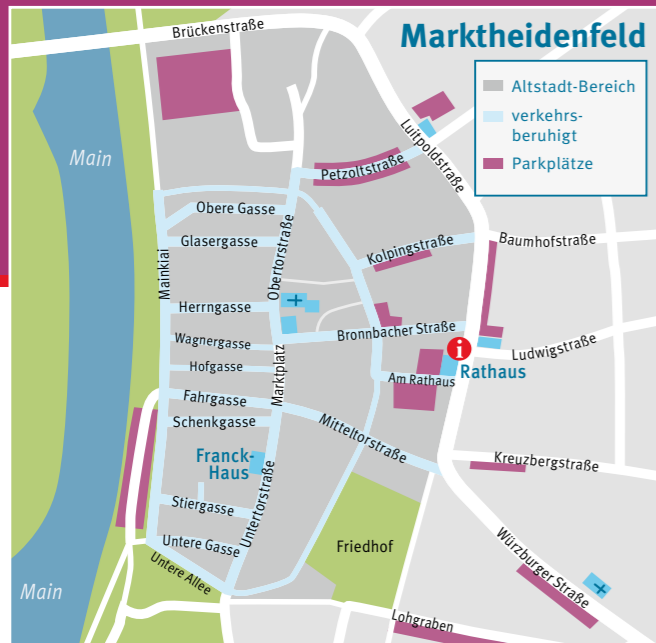 Marktheidenfeld
Altstadt-Bereich
verkehrs-
beruhigt
Parkplätze
Brückenstraße
Main
Luitpoldstraße
Petzoltstraße
Obere Gasse
Glasergasse
Mainkiai
Obertorstraße
Kolpingstraße
Baumhofstraße
Herrngasse
Bronnbacher Straße
Wagnergasse
Ludwigstraße
i
Rathaus
Hofgasse
Marktplatz
Am Rathaus
Fahrgasse
Schenkgasse
Mitteltorstraße
Franck-
Haus
Kreuzbergstraße
Untertorstraße
Stiergasse
Untere Gasse
Friedhof
Würzburger Straße
Untere Allee
Main
Lohgraben